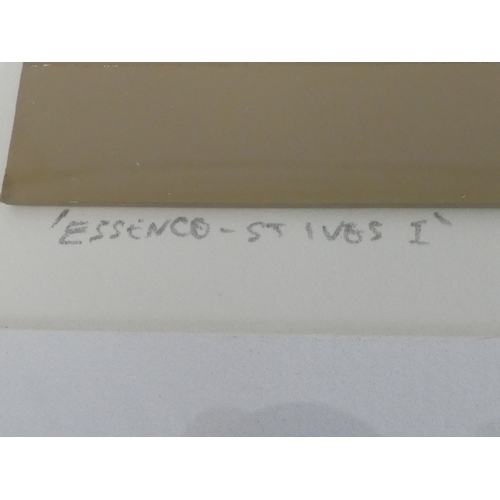 'ESSENCE - ST IVES I'